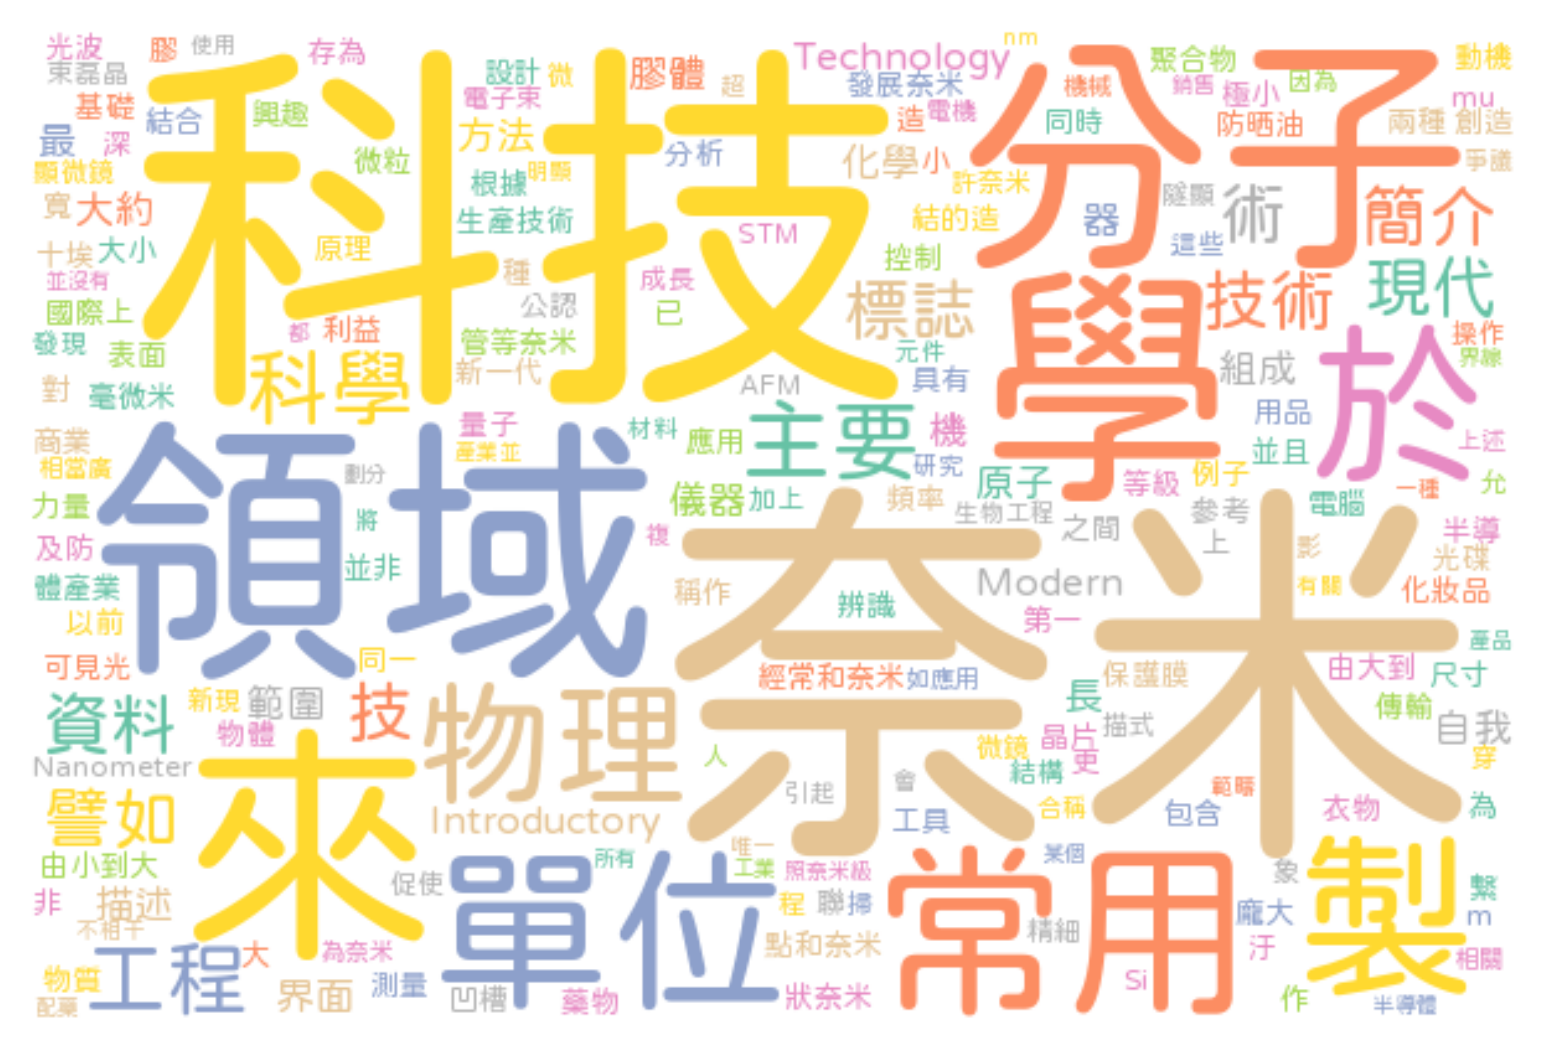 光波
膠
使用
存為
設計
微
膠體
超
Technology
nm
聚合物
動機
束磊晶
基礎
結合
興趣
電子束
方法
發展奈米
造
電機
機械
銷售
極小
因為
mu
科技
分子
最
深
微粒
明顯
分析
化學
小
同時
防晒油
兩種
創造
爭議
顯微鏡
寬
大約
根據
生產技術
許奈米
結的造
器
隧顯
術
簡介
這些
十埃
大小
原理
種
STM
控制
並沒有
國際上
公認
成長
已
標誌
學
技術
現代
發現
都
利益
表面
管等奈米
元件
操作
界線
科學
新一代
AFM
具有
組成
於
對
毫微米
量子
材料
應用
主要
機
用品
商業
產業並
研究
並且
上述
相當廣
劃分
儀器
加上
頻率
原子
等級
例子
一種
允
力量
將
領域
奈米
生物工程
之間
參考
上
電腦
半導
及防
並非
複
影
光碟
體產業
稱作
辨識
Modern
有關
化妝品
以前
第一
產品
可見光
同一
經常和奈米
如應用
保護膜
由大到
尺寸
資料
新現
範圍
技
物理
長
描式
傳輸
自我
物體
人
微鏡
晶片
更
穿
Nanometer
來
引起
會
結構
範疇
譬如
Introductory
工具
合稱
包含
衣物
為
由小到大
所有
唯一
工業
照奈米級
某個
製
非
描述
促使
單位
程
聯掃
常用
象
龐大
繫
m
不相干
工程
大
為奈米
點和奈米
精細
汙
相關
物質
界面
測量
凹槽
藥物
狀奈米
Si
作
半導體
配藥